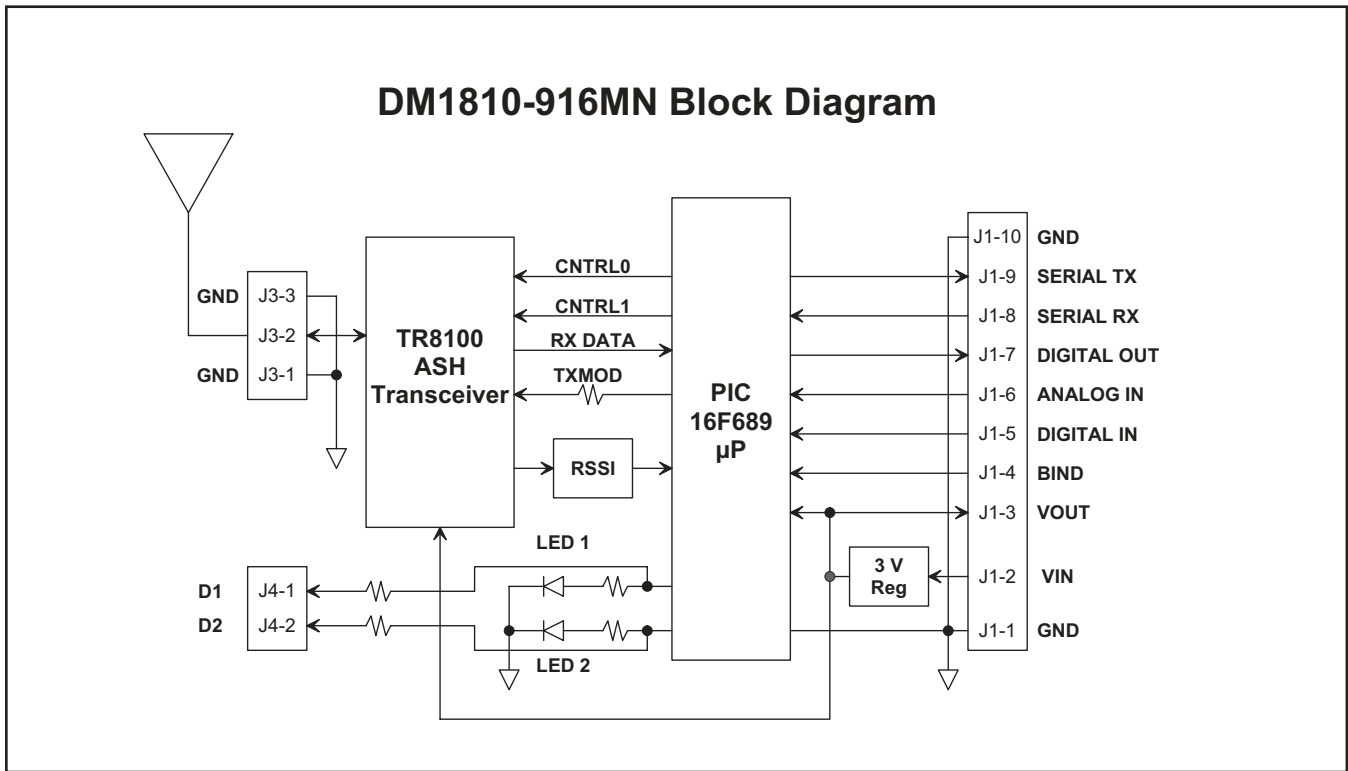 DM1810-916MN Block Diagram
GND
J3-3
J3-2
GND
J3-1
TR8100
ASH
Transceiver
CNTRL0
CNTRL1
RX DATA
TXMOD
RSSI
PIC
16F689
µP
J1-10 GND
J1-9 SERIAL TX
J1-8 SERIAL RX
J1-7 DIGITAL OUT
J1-6 ANALOG IN
J1-5 DIGITAL IN
J1-4 BIND
J1-3 VOUT
3 V
Reg
J1-2 VIN
J1-1 GND
LED 1
D1 J4-1
D2 J4-2
LED 2